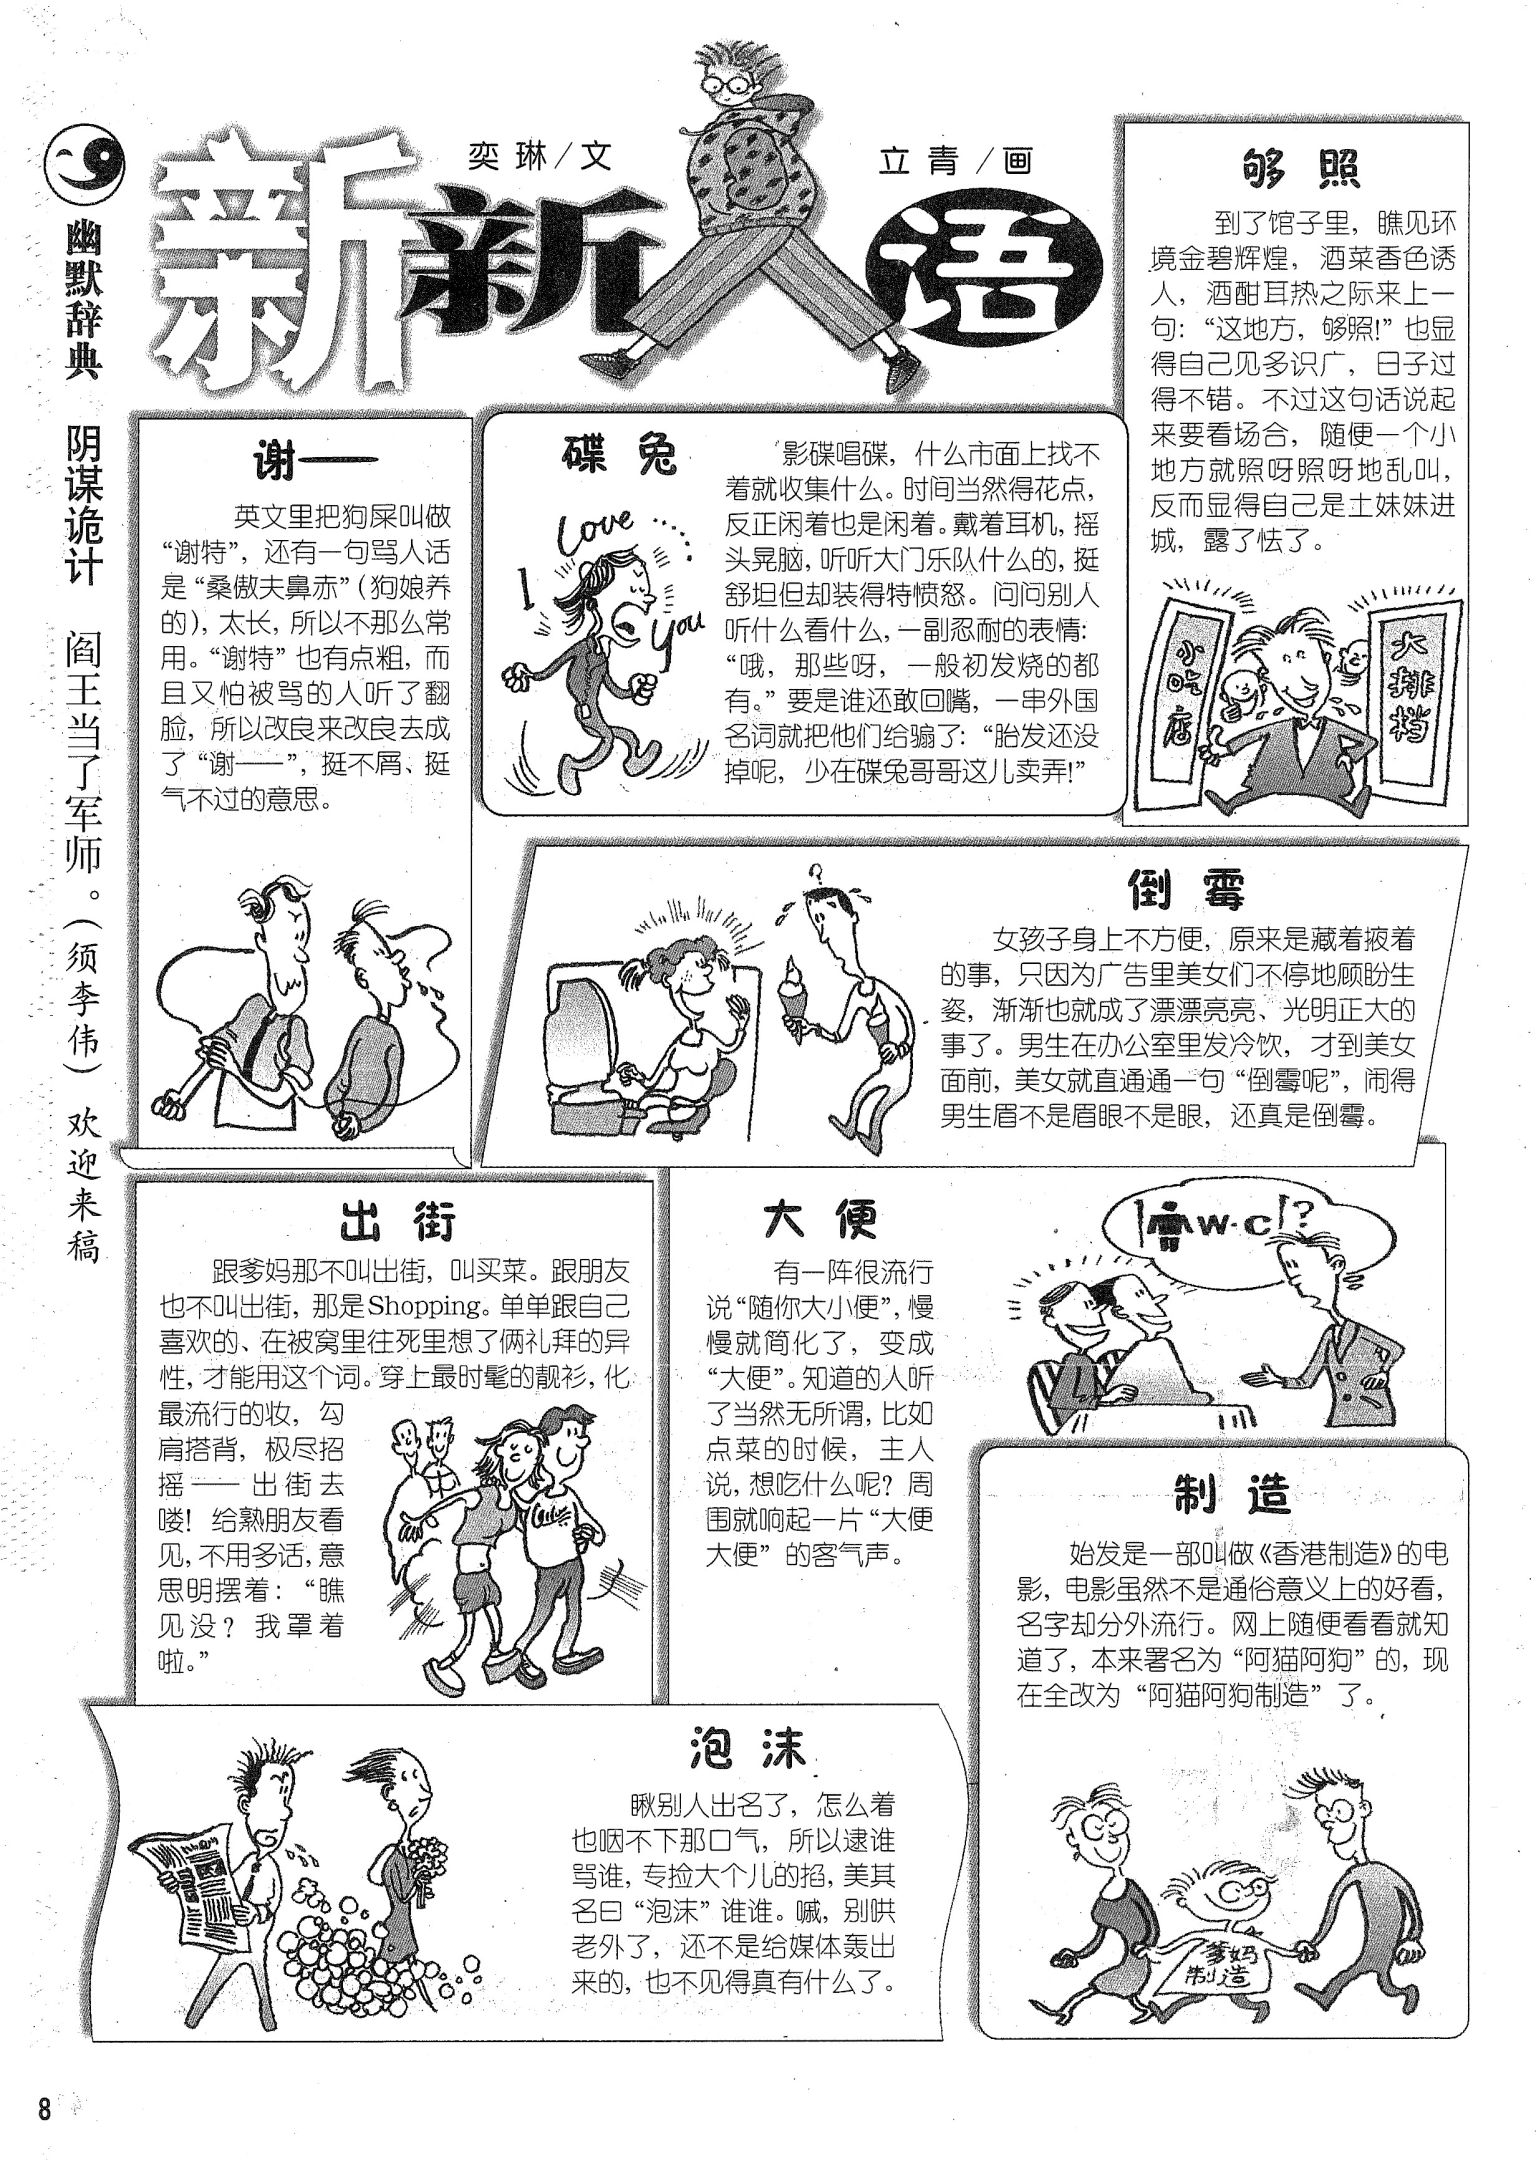 新新人语
奕琳/文
立青/画
幽默辞典 阴谋诡计 阎王当了军师。(须李伟) 欢迎来稿
够照
到了馆子里，瞧见环
境金碧辉煌，酒菜香色诱
人，酒酣耳热之际来上一
句：“这地方，够照！”也显
得自己见多识广，日子过
得不错。不过这句话说起
来要看场合，随便一个小
地方就照呀照呀地乱叫，
反而显得自己是土妹妹进
城，露了怯了。
小吃店
大排档
谢——
英文里把狗屎叫做
“谢特”，还有一句骂人话
是“桑傲夫鼻赤”(狗娘养
的)，太长，所以不那么常
用。“谢特”也有点粗，而
且又怕被骂的人听了翻
脸，所以改良来改良去成
了“谢——”，挺不屑、挺
气不过的意思。
碟兔
影碟唱碟，什么市面上找不
着就收集什么。时间当然得花点，
反正闲着也是闲着。戴着耳机，摇
头晃脑，听听大门乐队什么的，挺
舒坦但却装得特愤怒。问问别人
听什么看什么，一副忍耐的表情：
“哦，那些呀，一般初发烧的都
有。”要是谁还敢回嘴，一串外国
名词就把他们给骗了：“胎发还没
掉呢，少在碟兔哥哥这儿卖弄！”
I
Love
you
倒霉
女孩子身上不方便，原来是藏着掖着
的事，只因为广告里美女们不停地顾盼生
姿，渐渐也就成了漂漂亮亮、光明正大的
事了。男生在办公室里发冷饮，才到美女
面前，美女就直通通一句“倒霉呢”，闹得
男生眉不是眉眼不是眼，还真是倒霉。
?
出街
跟爹妈那不叫出街，叫买菜。跟朋友
也不叫出街，那是Shopping。单单跟自己
喜欢的、在被窝里往死里想了俩礼拜的异
性，才能用这个词。穿上最时髦的靓衫，化
最流行的妆，勾
肩搭背，极尽招
摇——出街去
喽！给熟朋友看
见，不用多话，意
思明摆着：“瞧
见没？我罩着
啦。”
大便
有一阵很流行
说“随你大小便”，慢
慢就简化了，变成
“大便”。知道的人听
了当然无所谓，比如
点菜的时候，主人
说，想吃什么呢？周
围就响起一片“大便
大便”的客气声。
W·C ?
制造
始发是一部叫做《香港制造》的电
影，电影虽然不是通俗意义上的好看，
名字却分外流行。网上随便看看就知
道了，本来署名为“阿猫阿狗”的，现
在全改为“阿猫阿狗制造”了。
爹妈
制造
泡沫
瞅别人出名了，怎么着
也咽不下那口气，所以逮谁
骂谁，专捡大个儿的掐，美其
名曰“泡沫”谁谁。嘁，别哄
老外了，还不是给媒体轰出
来的，也不见得真有什么了。
8